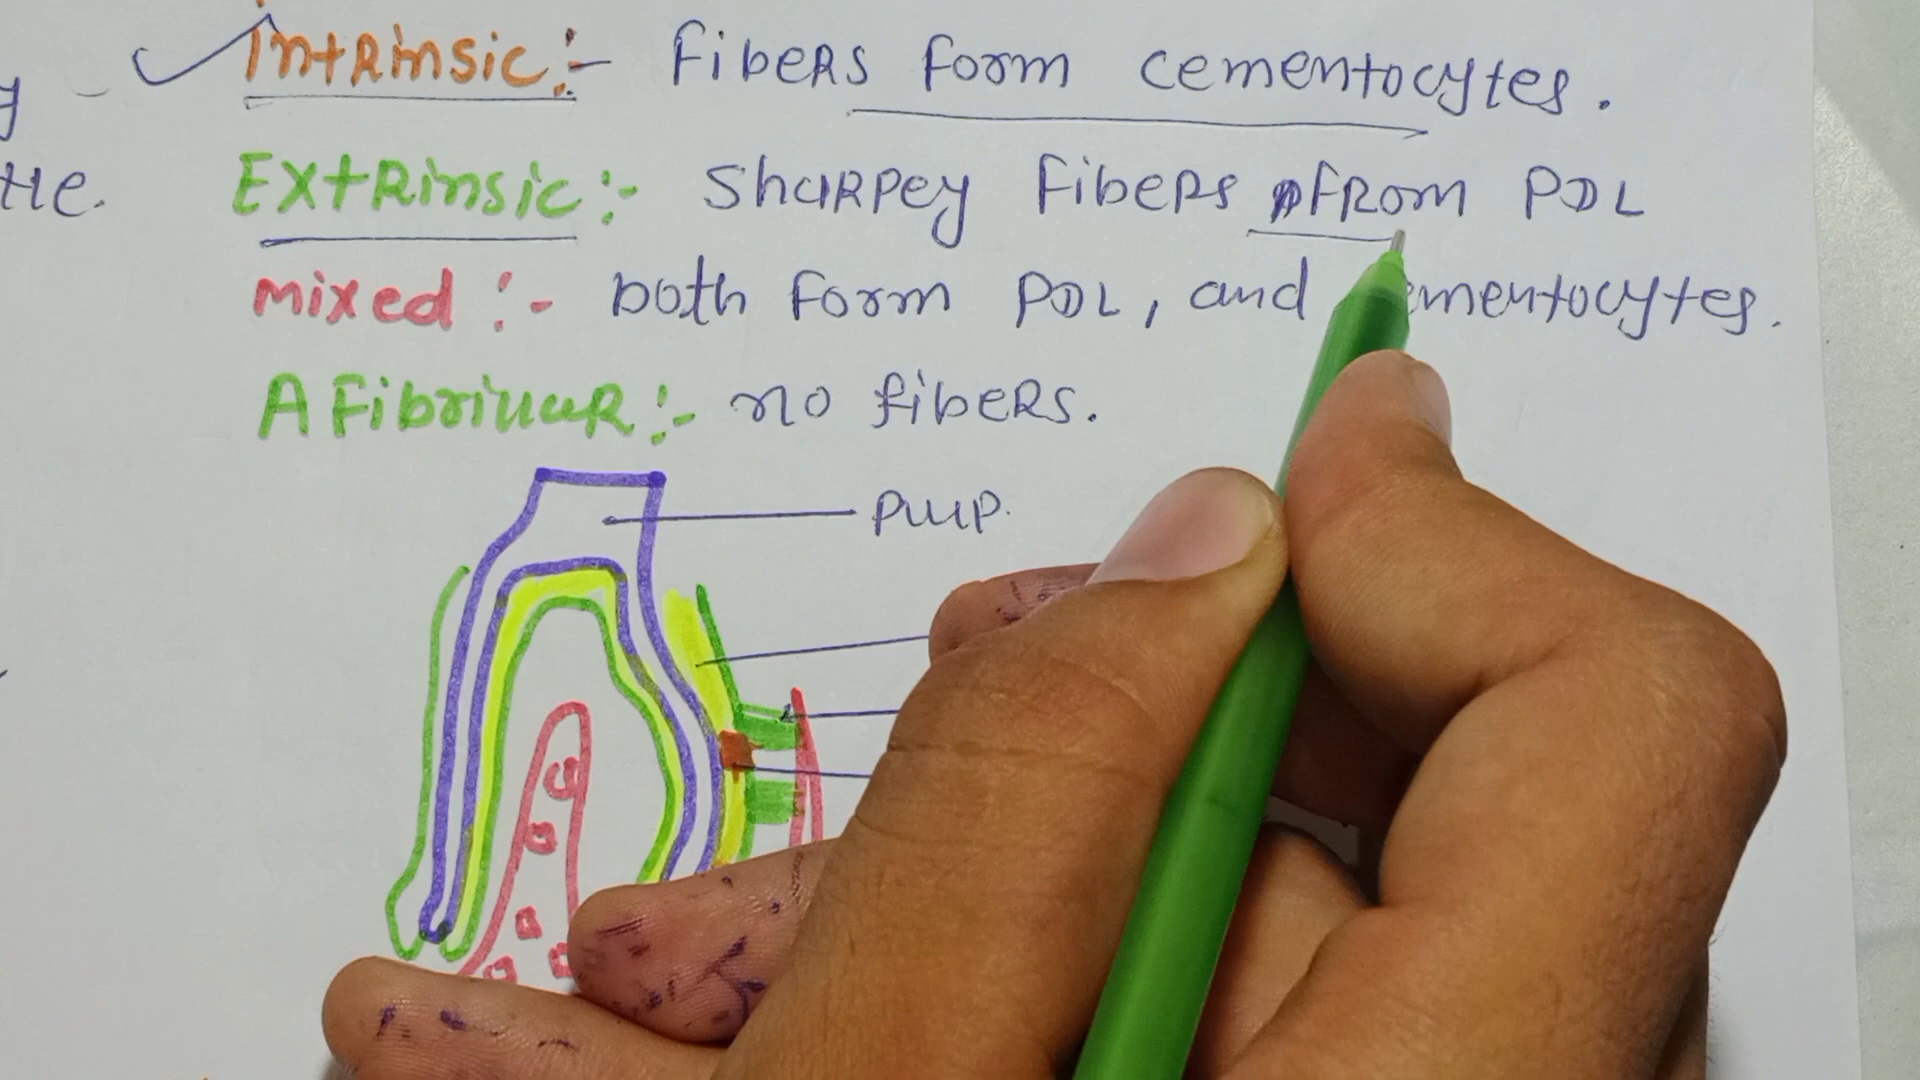 Intrinsic:- Fibers form cementocytes.
Extrinsic:- Sharpey Fibers from PDL
mixed:- both form PDL, and ementocytes.
AFibrillar:- no fibers.
Pulp.